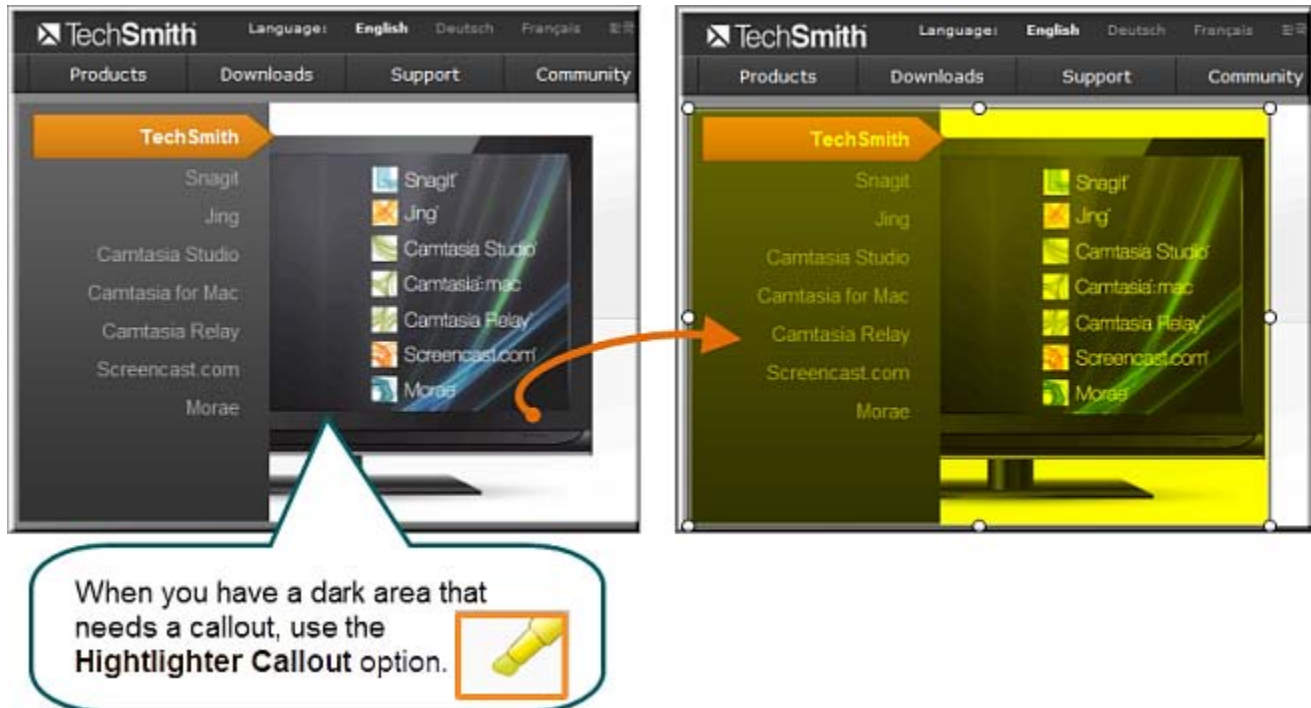 TechSmith Language: English Deutsch Français
Products Downloads Support Community
TechSmith
Snagit
Jing
Camtasia Studio
Camtasia for Mac
Camtasia Relay
Screencast.com
Morae
Snagit
Jing
Camtasia Studio
Camtasia:mac
Camtasia Relay
Screencast.com
Morae
When you have a dark area that
needs a callout, use the
Hightlighter Callout option.
TechSmith Language: English Deutsch Français
Products Downloads Support Community
TechSmith
Snagit
Jing
Camtasia Studio
Camtasia for Mac
Camtasia Relay
Screencast.com
Morae
Snagit
Jing
Camtasia Studio
Camtasia:mac
Camtasia Relay
Screencast.com
Morae